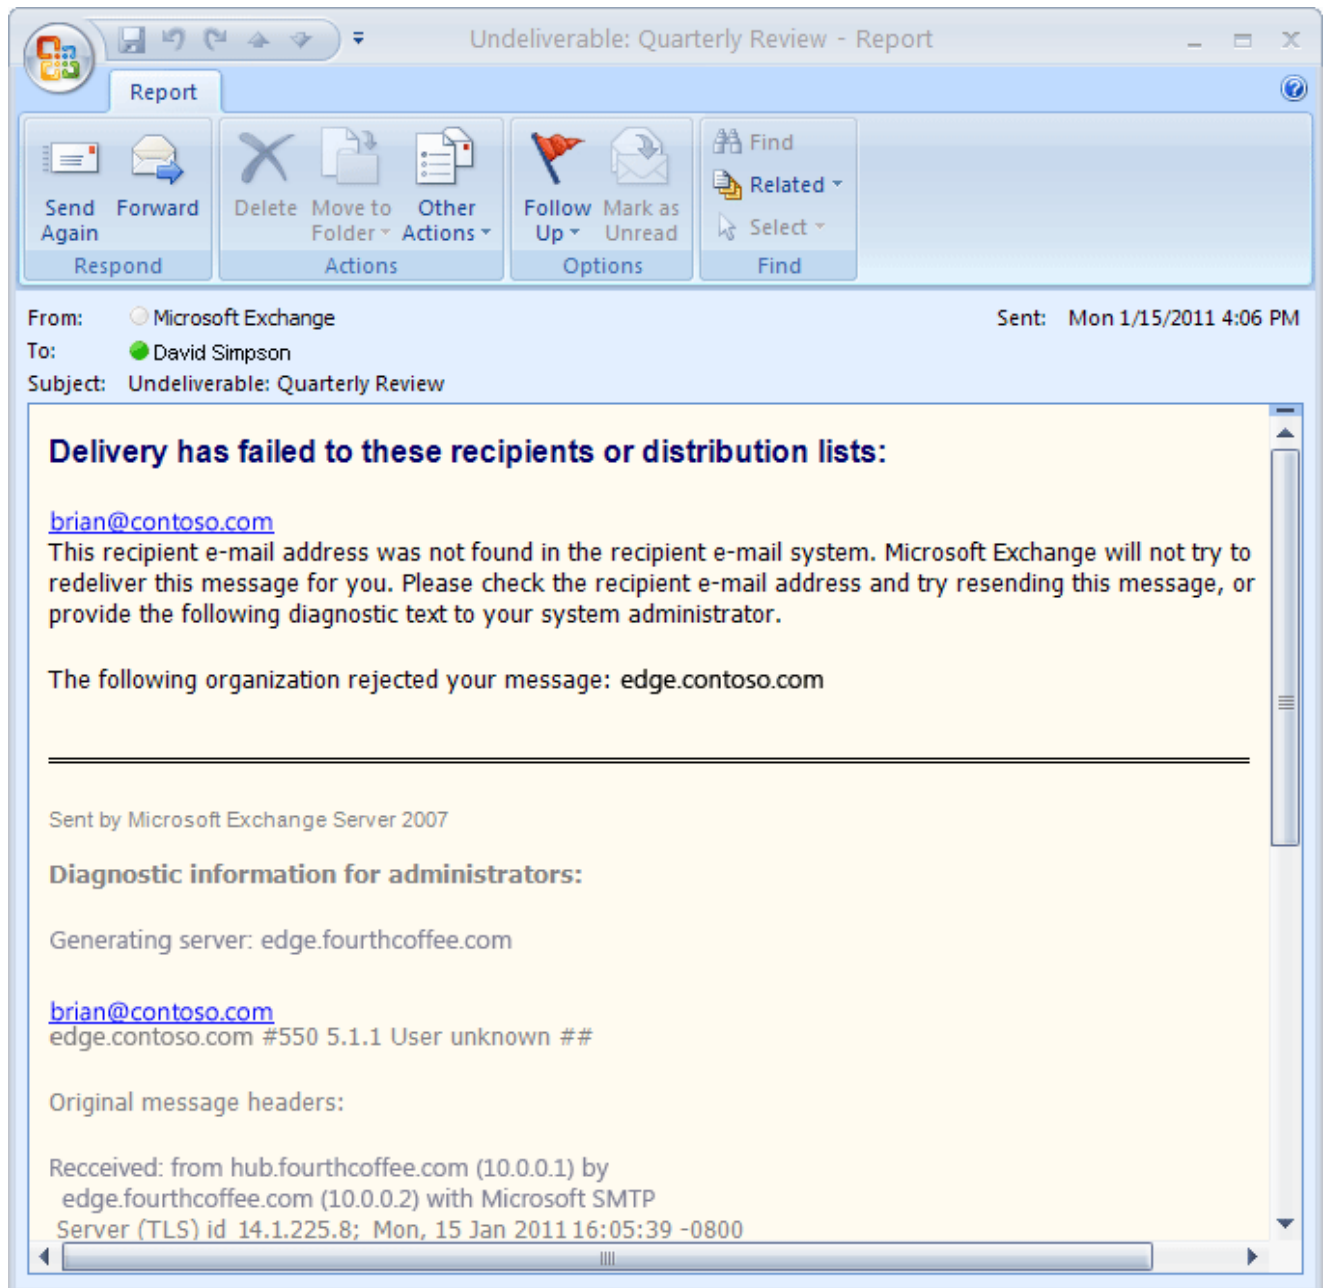 Undeliverable: Quarterly Review - Report
Report
Send Again
Forward
Delete
Move to Folder
Other Actions
Follow Up
Mark as Unread
Find
Related
Select
Respond
Actions
Options
Find
From: Microsoft Exchange
Sent: Mon 1/15/2011 4:06 PM
To: David Simpson
Subject: Undeliverable: Quarterly Review
Delivery has failed to these recipients or distribution lists:
brian@contoso.com
This recipient e-mail address was not found in the recipient e-mail system. Microsoft Exchange will not try to
redeliver this message for you. Please check the recipient e-mail address and try resending this message, or
provide the following diagnostic text to your system administrator.
The following organization rejected your message: edge.contoso.com
Sent by Microsoft Exchange Server 2007
Diagnostic information for administrators:
Generating server: edge.fourthcoffee.com
brian@contoso.com
edge.contoso.com #550 5.1.1 User unknown ##
Original message headers:
Recceived: from hub.fourthcoffee.com (10.0.0.1) by
edge.fourthcoffee.com (10.0.0.2) with Microsoft SMTP
Server (TLS) id 14.1.225.8; Mon, 15 Jan 2011 16:05:39 -0800